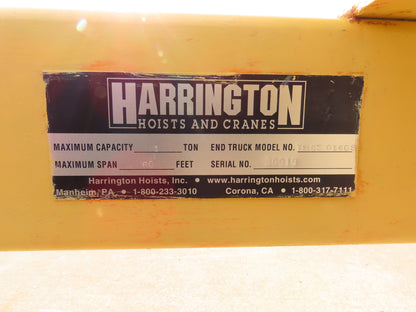 HARRINGTON
HOISTS AND CRANES
MAXIMUM CAPACITY TON END TRUCK MODEL NO.
MAXIMUM SPAN 60 FEET SERIAL NO.
Harrington Hoists, Inc. • www.harringtonhoists.com
Manheim, PA • 1-800-233-3010 Corona, CA • 1-800-317-7111